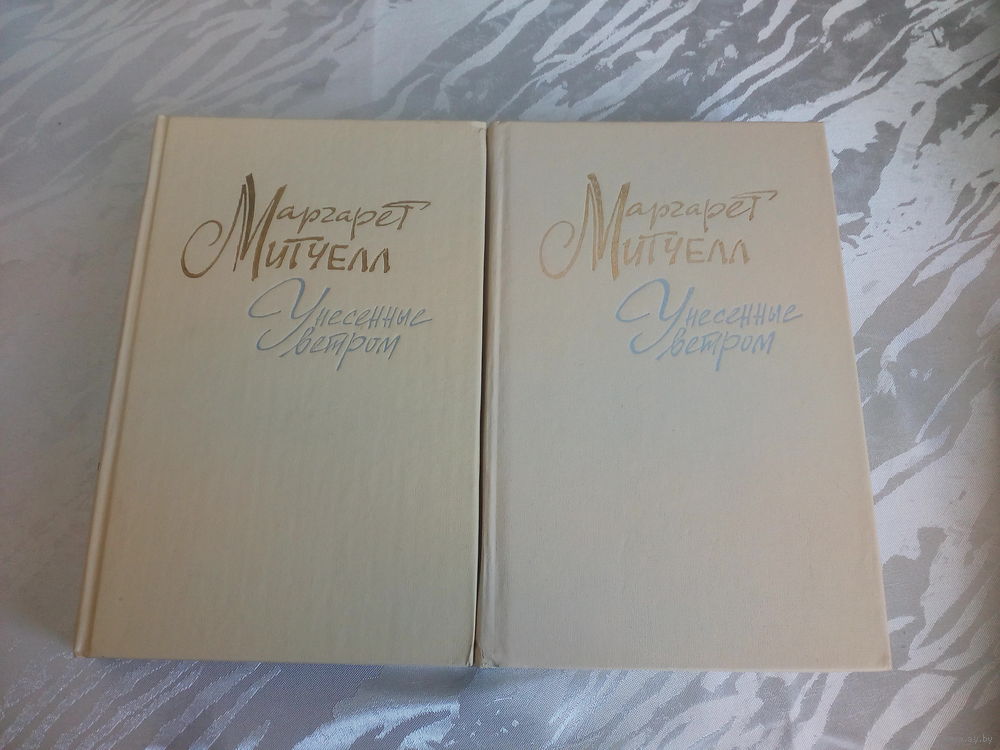 Маргарет
Митчелл
Унесенные
ветром
Маргарет
Митчелл
Унесенные
ветром